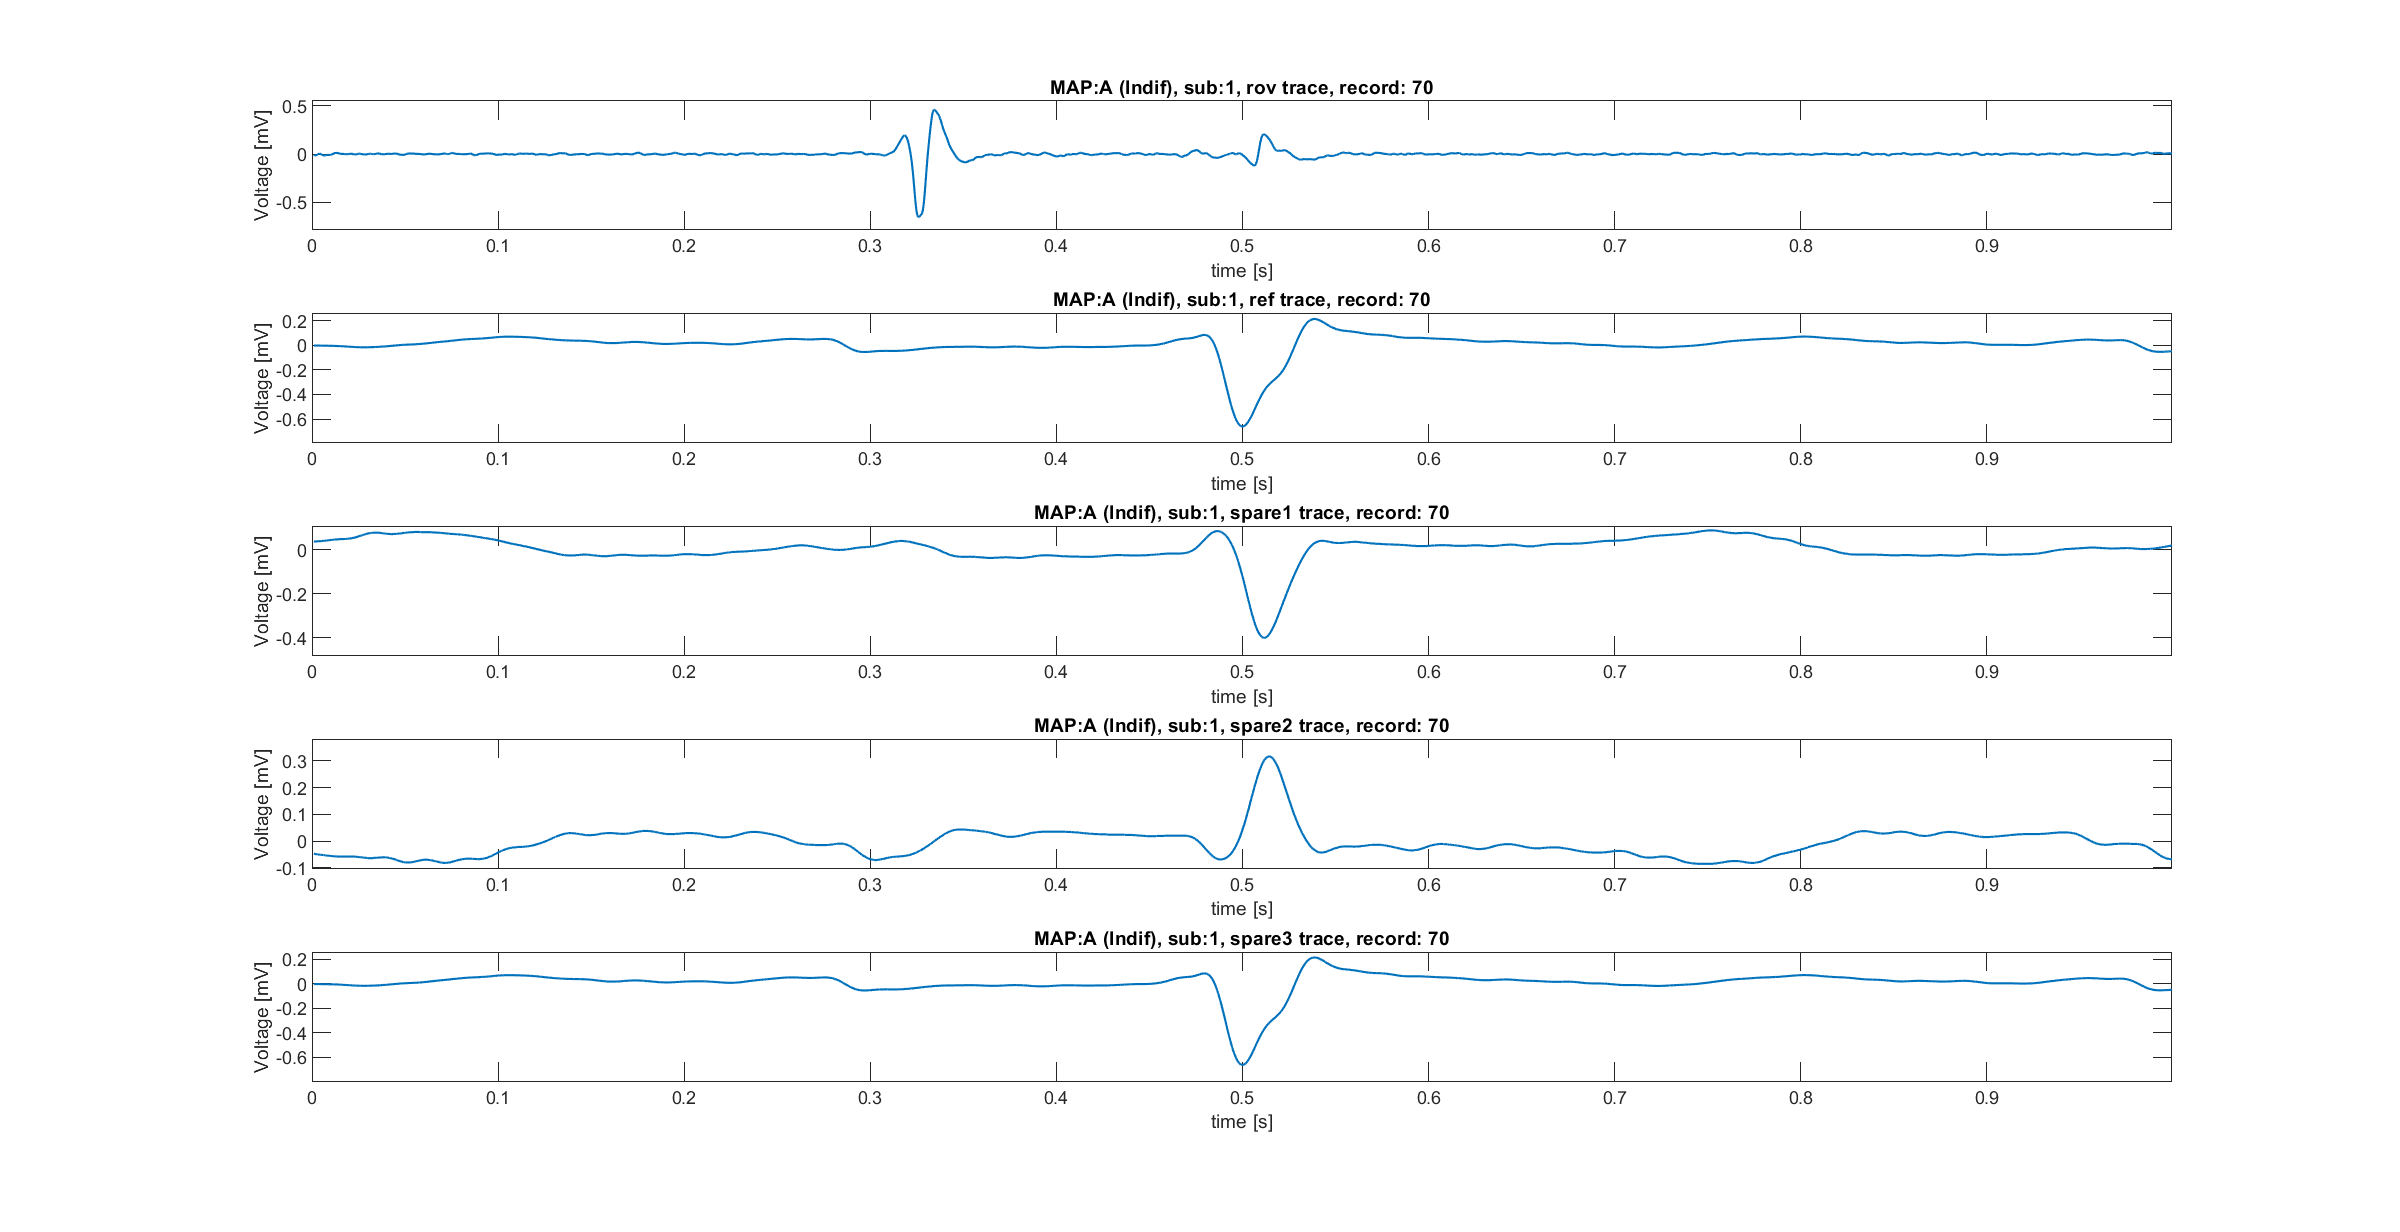 MAP:A (Indif), sub:1, rov trace, record: 70
Voltage [mV]
0.5
0
-0.5
0 0.1 0.2 0.3 0.4 0.5 0.6 0.7 0.8 0.9
time [s]
MAP:A (Indif), sub:1, ref trace, record: 70
Voltage [mV]
0.2
0
-0.2
-0.4
-0.6
0 0.1 0.2 0.3 0.4 0.5 0.6 0.7 0.8 0.9
time [s]
MAP:A (Indif), sub:1, spare1 trace, record: 70
Voltage [mV]
0
-0.2
-0.4
0 0.1 0.2 0.3 0.4 0.5 0.6 0.7 0.8 0.9
time [s]
MAP:A (Indif), sub:1, spare2 trace, record: 70
Voltage [mV]
0.3
0.2
0.1
0
-0.1
0 0.1 0.2 0.3 0.4 0.5 0.6 0.7 0.8 0.9
time [s]
MAP:A (Indif), sub:1, spare3 trace, record: 70
Voltage [mV]
0.2
0
-0.2
-0.4
-0.6
0 0.1 0.2 0.3 0.4 0.5 0.6 0.7 0.8 0.9
time [s]